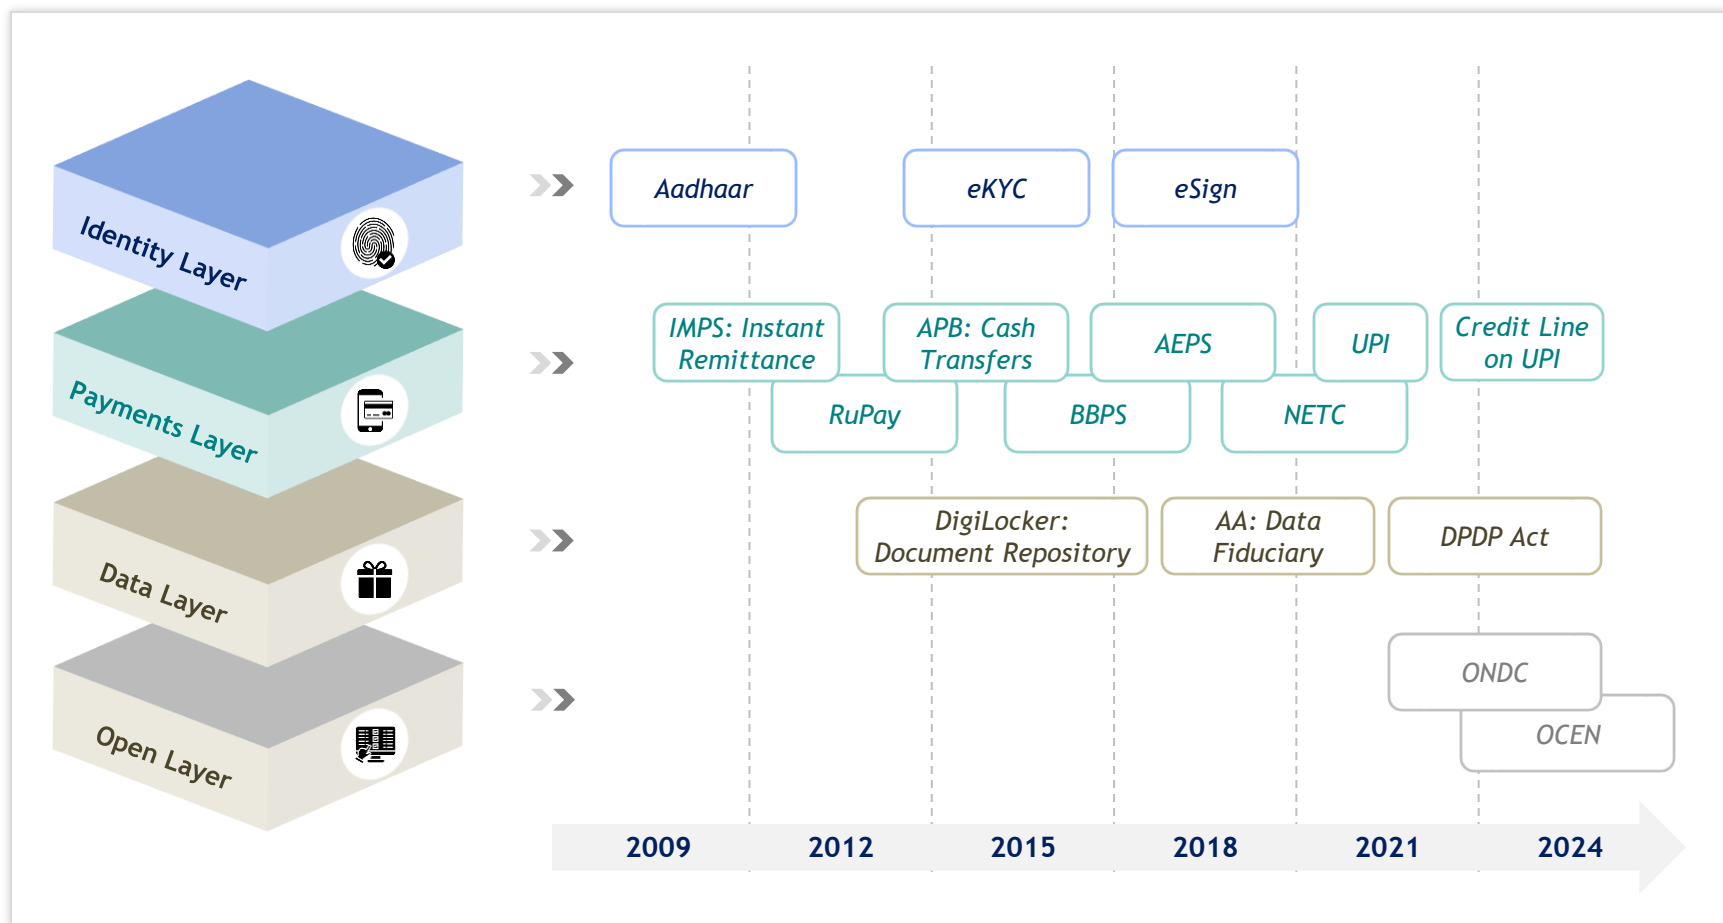 Identity Layer
Aadhaar
eKYC
eSign
Payments Layer
IMPS: Instant
Remittance
APB: Cash
Transfers
AEPS
UPI
Credit Line
on UPI
RuPay
BBPS
NETC
Data Layer
DigiLocker:
Document Repository
AA: Data
Fiduciary
DPDP Act
Open Layer
ONDC
OCEN
2009
2012
2015
2018
2021
2024